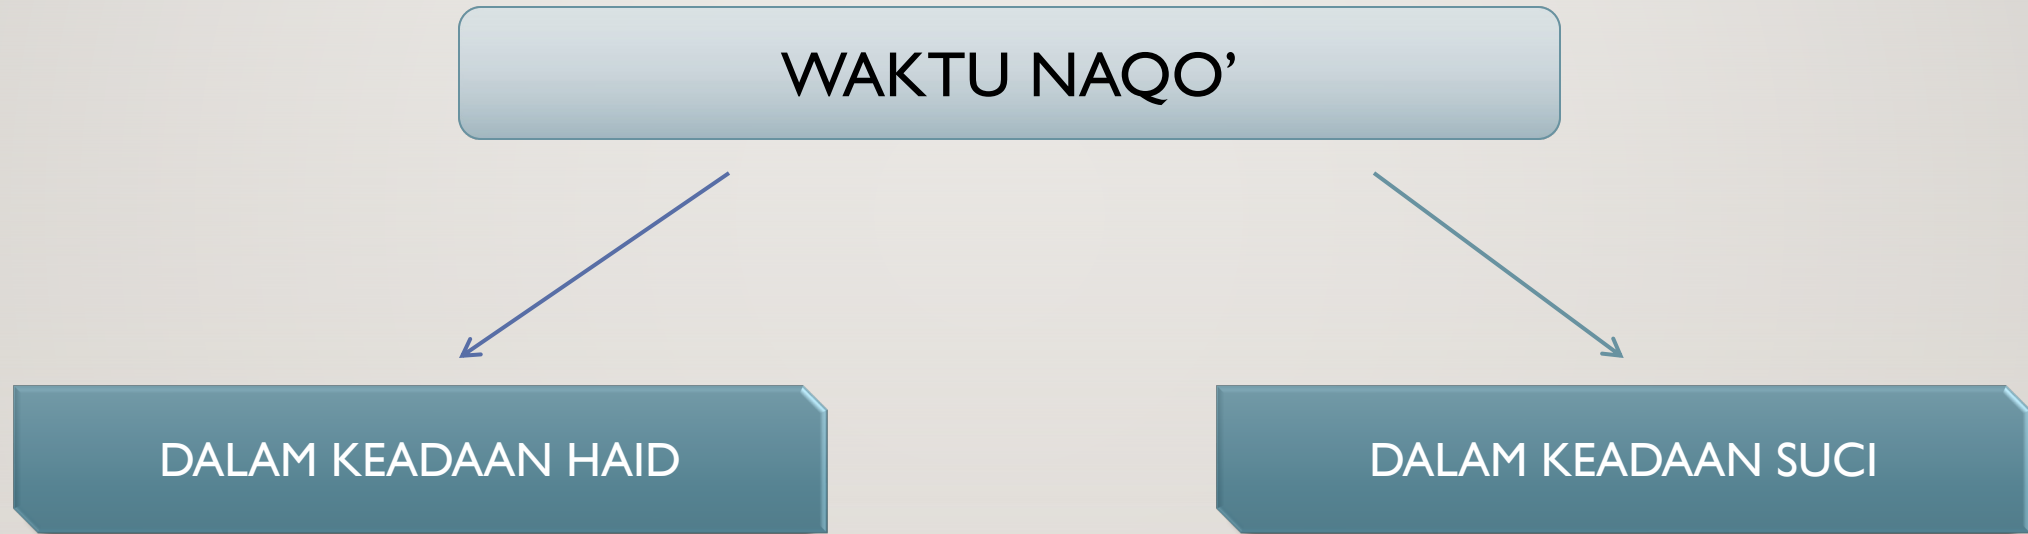 WAKTU NAQO’
DALAM KEADAAN HAID
DALAM KEADAAN SUCI